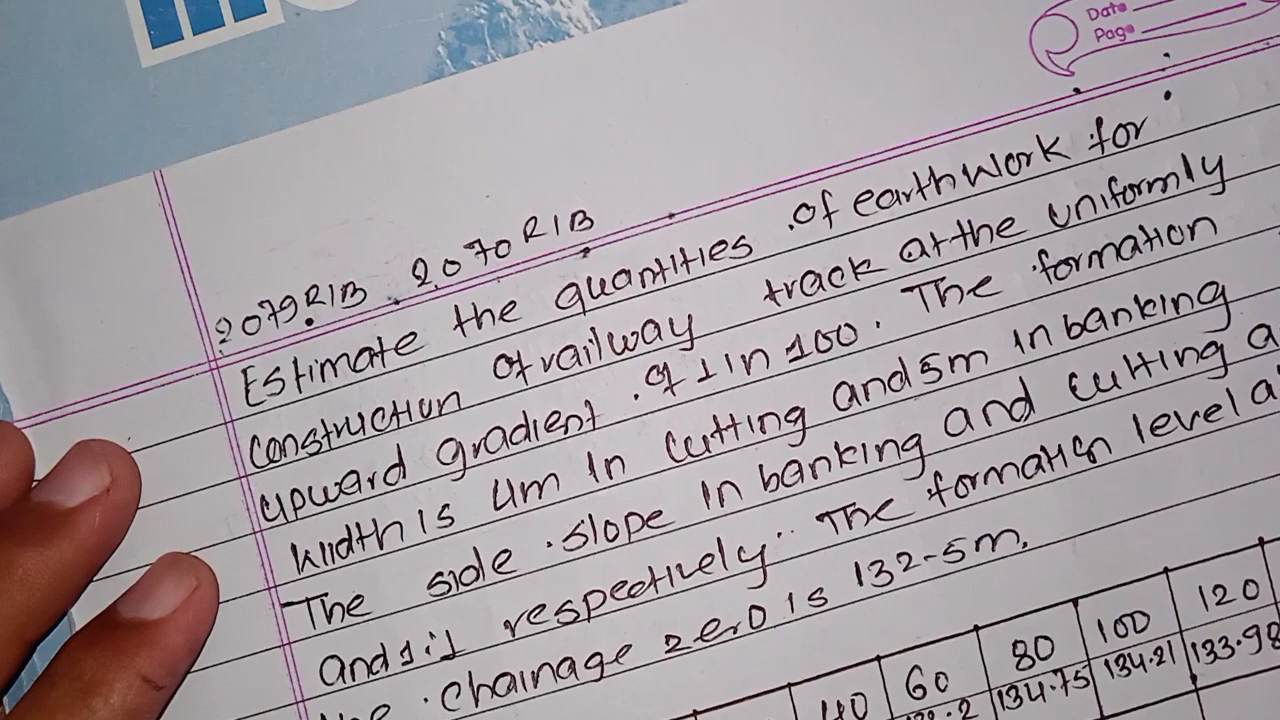 Date
Page
2079 RIB 2070 RIB
Estimate the quantities of earthwork for
construction of railway track at the uniformly
upward gradient of 1 in 100. The formation
width is 4m in cutting and 5m in banking
The side slope in banking and cutting a
and 1:1 respectively. The formation level a
chainage zero is 132.5m.
40 60 80 100 120
134.75 134.21 133.98